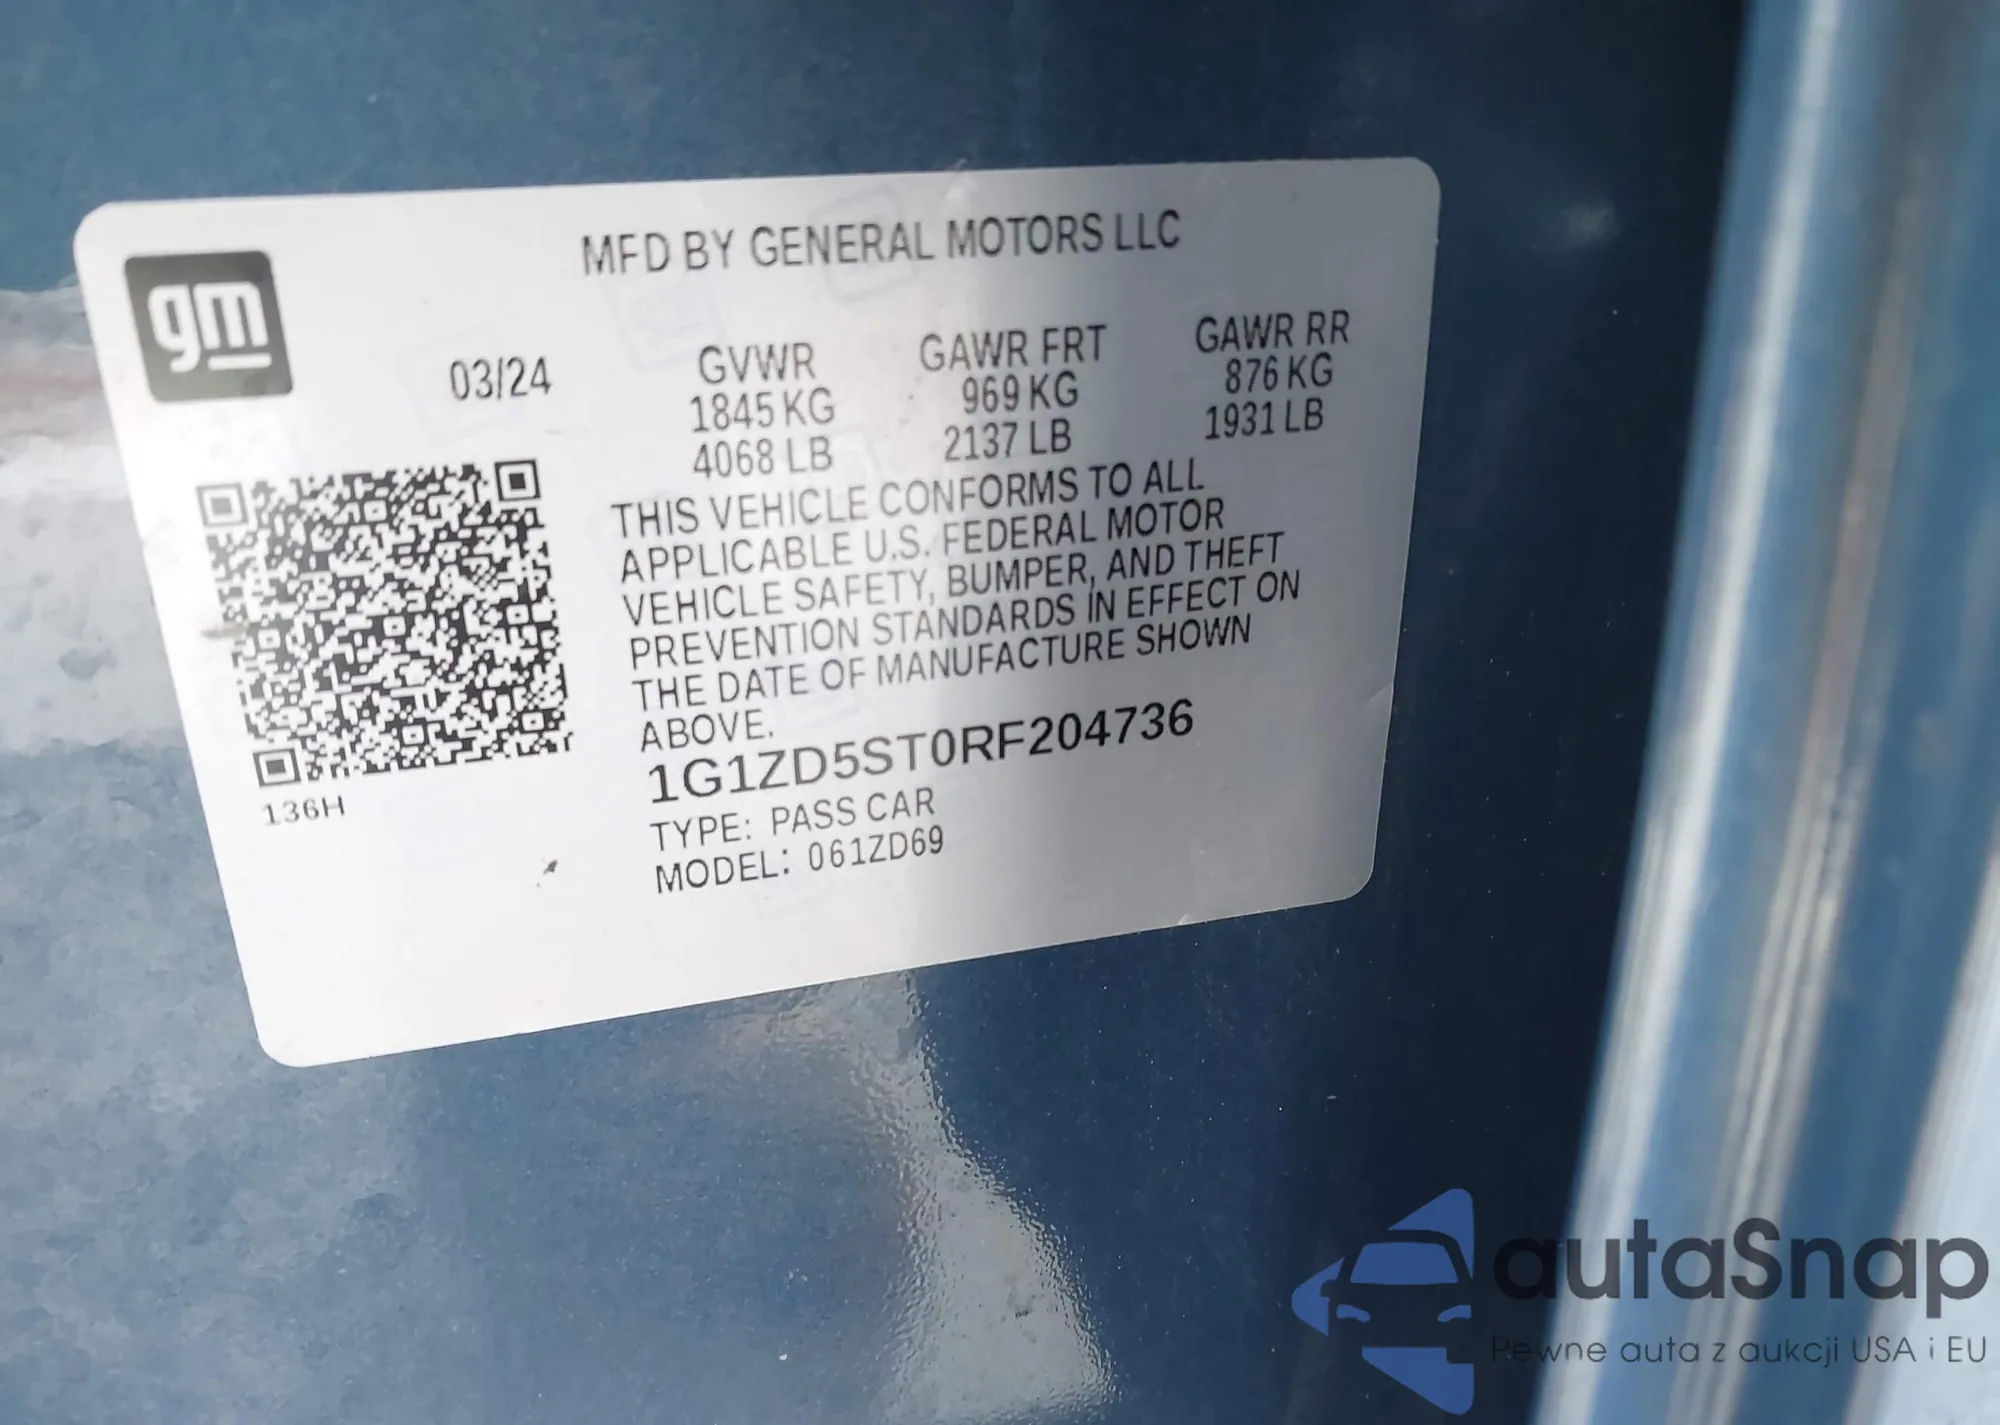 gm
MFD BY GENERAL MOTORS LLC
03/24
GVWR
1845 KG
4068 LB
GAWR FRT
969 KG
2137 LB
GAWR RR
876 KG
1931 LB
THIS VEHICLE CONFORMS TO ALL
APPLICABLE U.S. FEDERAL MOTOR
VEHICLE SAFETY, BUMPER, AND THEFT
PREVENTION STANDARDS IN EFFECT ON
THE DATE OF MANUFACTURE SHOWN
ABOVE.
1G1ZD5ST0RF204736
TYPE: PASS CAR
MODEL: 061ZD69
136H
autaSnap
Pewne auta z aukcji USA i EU